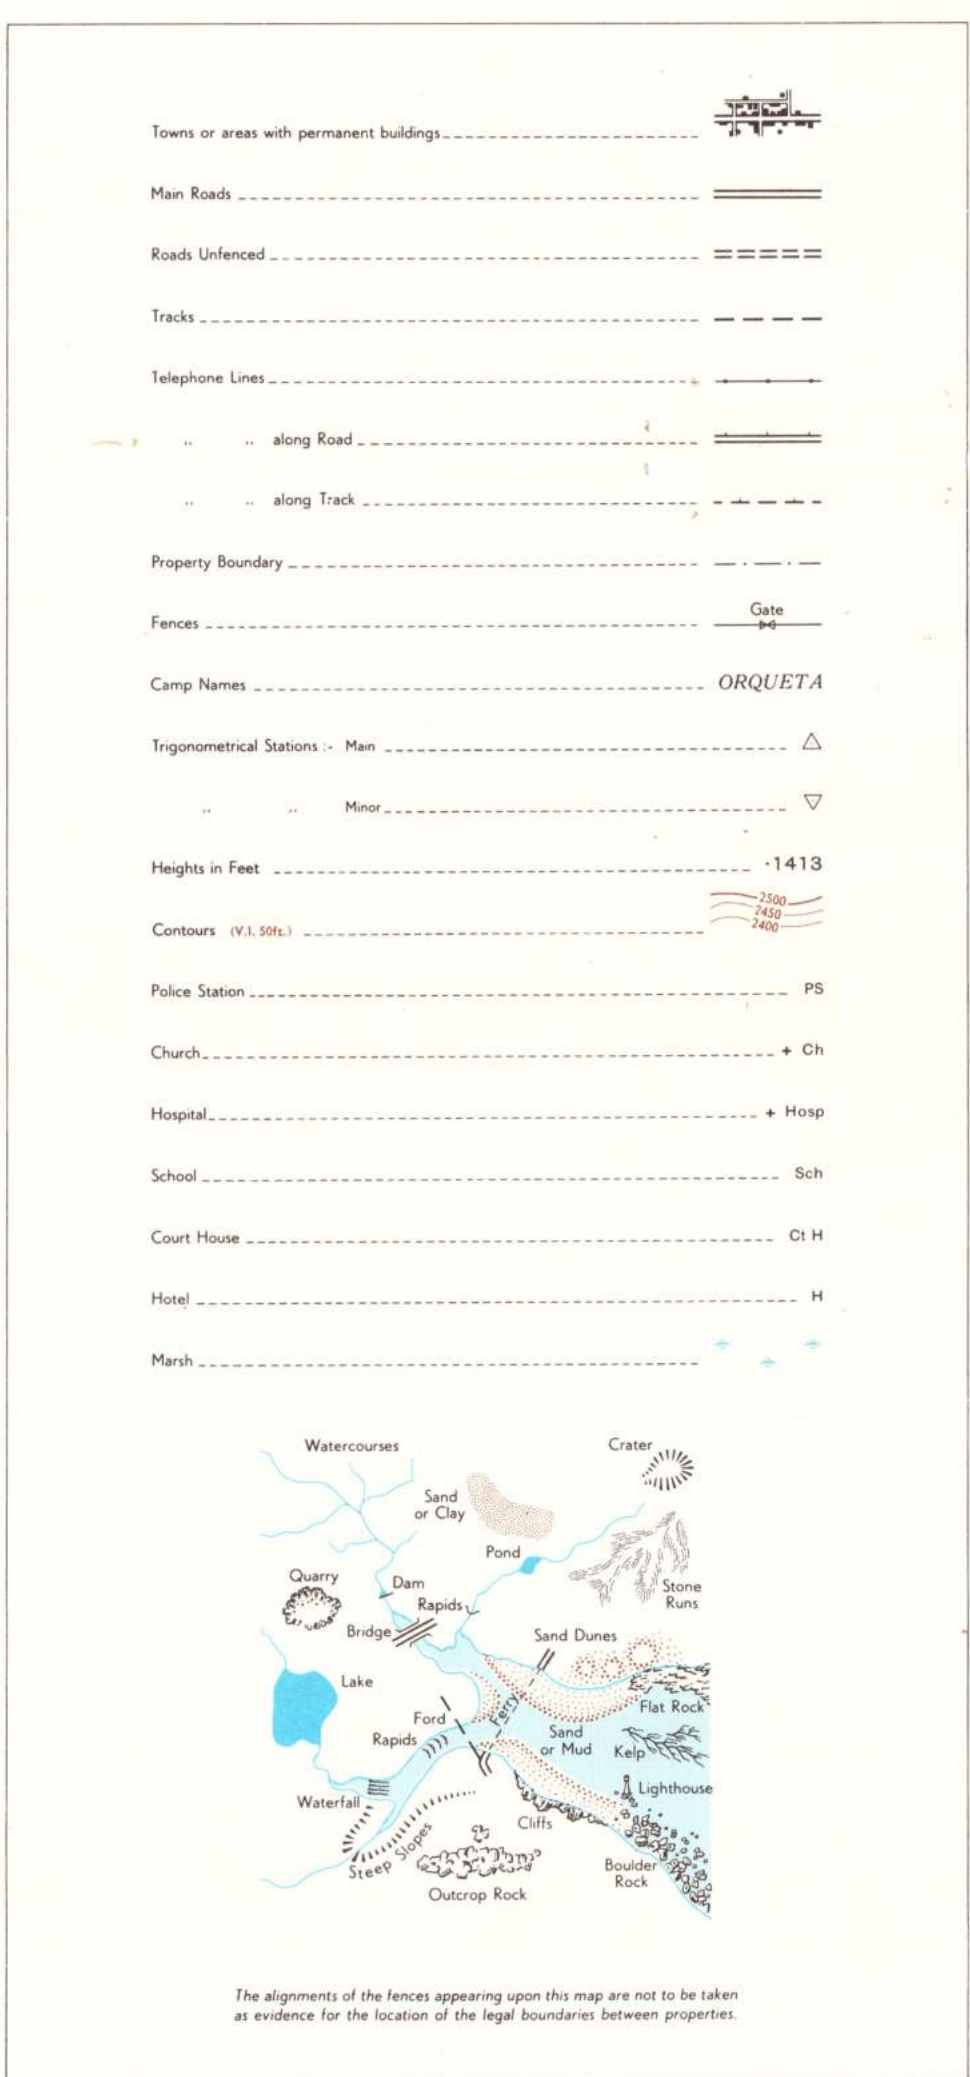 Towns or areas with permanent buildings
Main Roads
Roads Unfenced
Tracks
Telephone Lines
,, ,, along Road
,, ,, along Track
Property Boundary
Gate
Fences
Camp Names ORQUETA
Trigonometrical Stations :- Main
,, ,, Minor
Heights in Feet ·1413
2500
2450
Contours (V.I. 50ft.) 2400
Police Station PS
Church + Ch
Hospital + Hosp
School Sch
Court House Ct H
Hotel H
Marsh
Watercourses
Crater
Sand
or Clay
Pond
Quarry
Dam
Stone
Runs
Rapids
Bridge
Sand Dunes
Lake
Flat Rock
Ferry
Ford
Sand
or Mud
Rapids
Kelp
Lighthouse
Waterfall
Cliffs
Steep Slopes
Boulder
Rock
Outcrop Rock
The alignments of the fences appearing upon this map are not to be taken
as evidence for the location of the legal boundaries between properties.